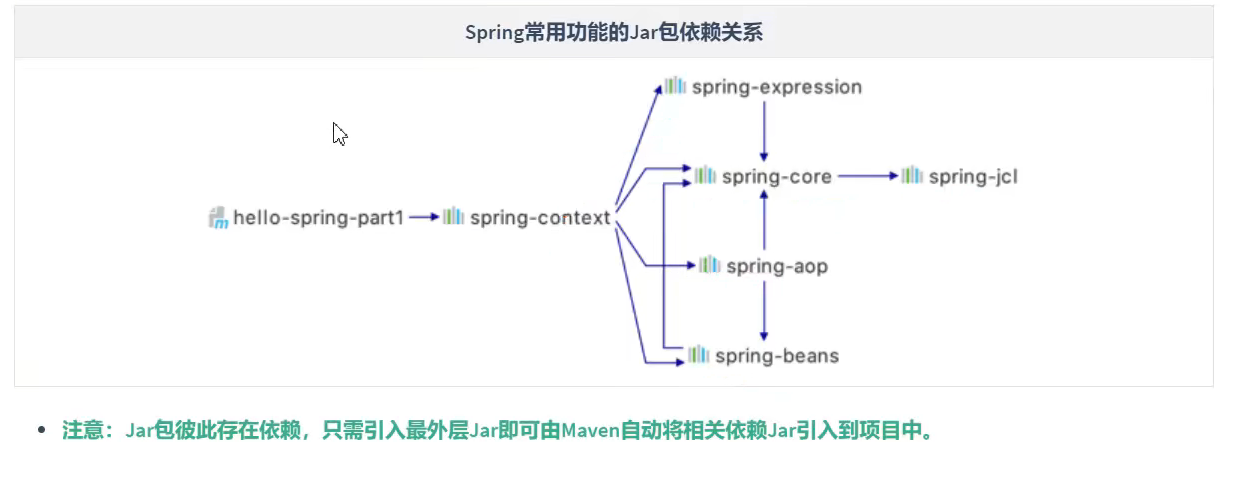 Spring常用功能的Jar包依赖关系
spring-expression
spring-core
spring-jcl
hello-spring-part1
spring-context
spring-aop
spring-beans
注意：Jar包彼此存在依赖，只需引入最外层Jar即可由Maven自动将相关依赖Jar引入到项目中。